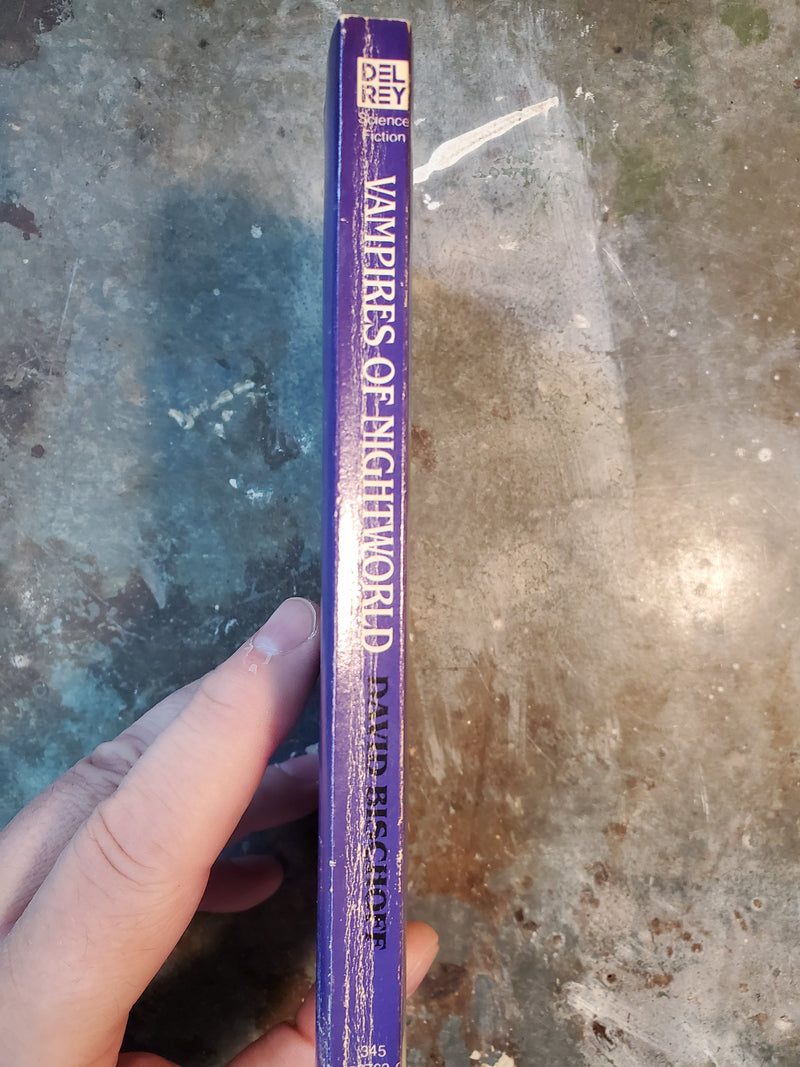 DEL
REY
Science
Fiction
VAMPIRES OF NIGHTWORLD
DAVID BISCHOFF
345